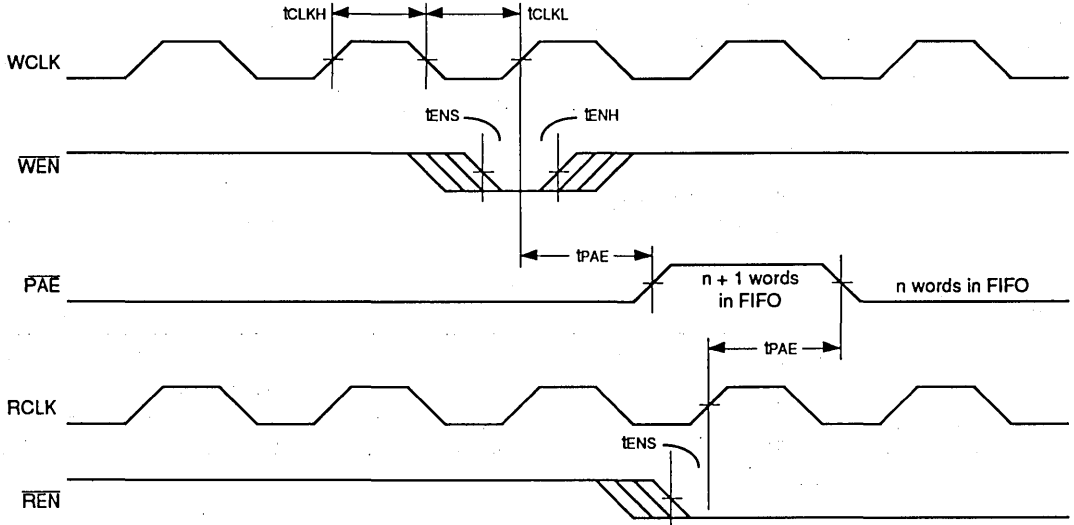 tCLKH
tCLKL
WCLK
tENS
tENH
WEN
tPAE
PAE
n + 1 words
in FIFO
n words in FIFO
tPAE
RCLK
tENS
REN